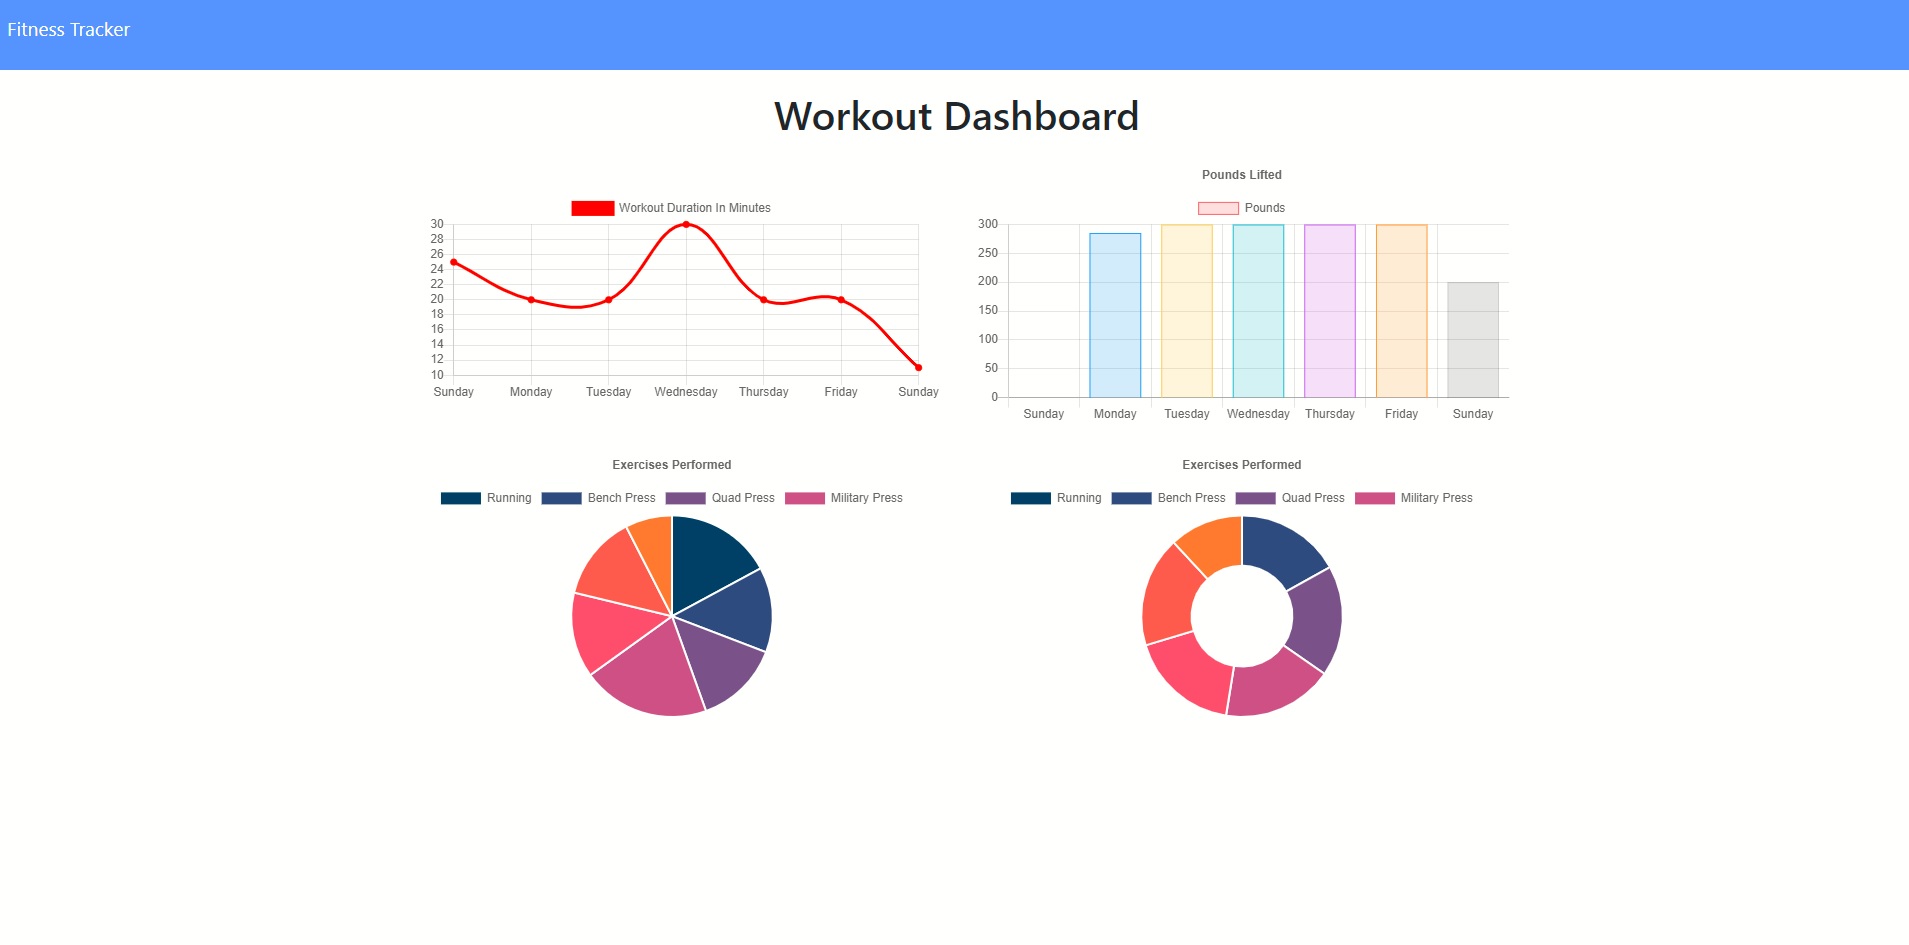 Fitness Tracker
Workout Dashboard
Workout Duration In Minutes
30
28
26
24
22
20
18
16
14
12
10
Sunday Monday Tuesday Wednesday Thursday Friday Sunday
Pounds Lifted
Pounds
300
250
200
150
100
50
0
Sunday Monday Tuesday Wednesday Thursday Friday Sunday
Exercises Performed
Running Bench Press Quad Press Military Press
Exercises Performed
Running Bench Press Quad Press Military Press